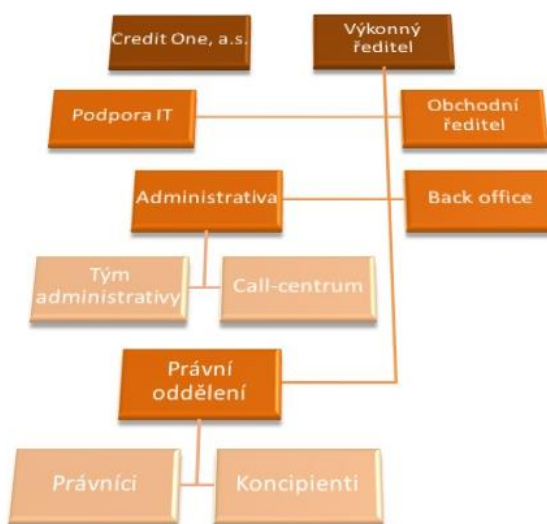 Credit One, a.s.
Výkonný
ředitel
Podpora IT
Obchodní
ředitel
Administrativa
Back office
Tým
administrativy
Call-centrum
Právní
oddělení
Právníci
Koncipienti